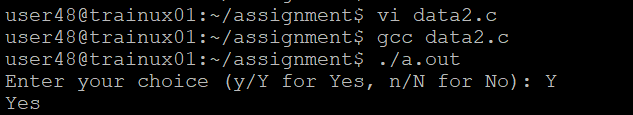 user48@trainux01:~/assignment$ vi data2.c
user48@trainux01:~/assignment$ gcc data2.c
user48@trainux01:~/assignment$ ./a.out
Enter your choice (y/Y for Yes, n/N for No): Y
Yes